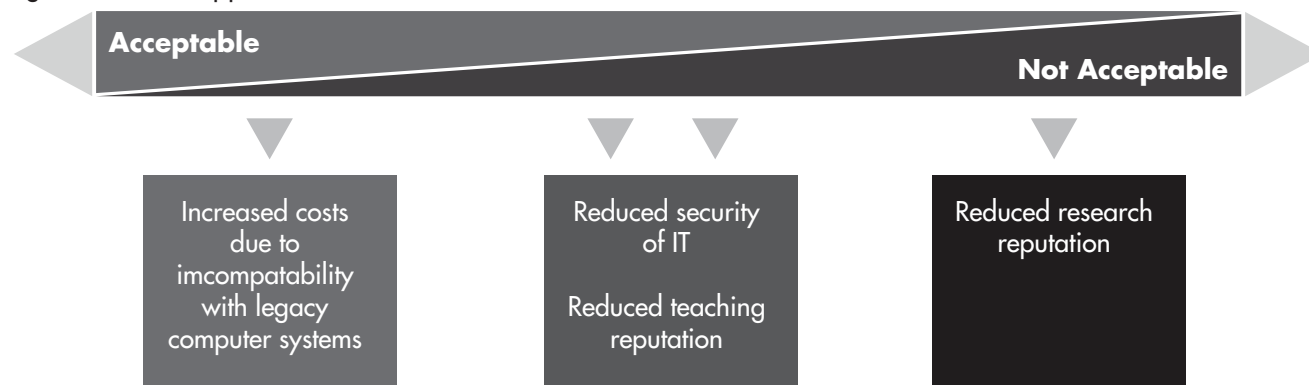 Acceptable
Not Acceptable
Increased costs
due to
imcompatability
with legacy
computer systems
Reduced security
of IT
Reduced teaching
reputation
Reduced research
reputation